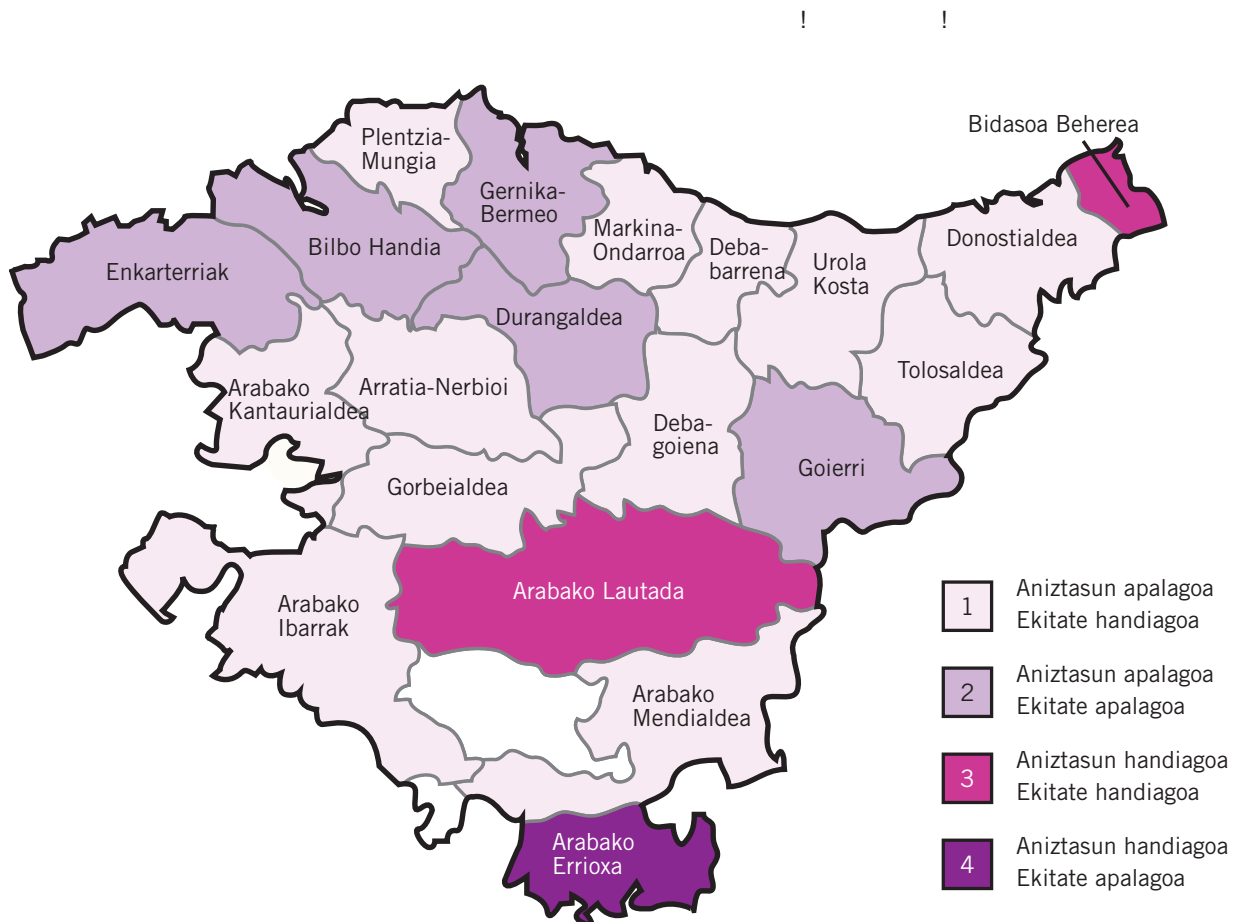 ! !
Bidasoa Beherea
Plentzia-
Mungia
Gernika-
Bermeo
Markina-
Ondarroa
Deba-
barrena
Urola
Kosta
Donostialdea
Bilbo Handia
Enkarterriak
Durangaldea
Tolosaldea
Arabako
Kantaurialdea
Arratia-Nerbioi
Deba-
goiena
Goierri
Gorbeialdea
Arabako Lautada
Arabako
Ibarrak
Arabako
Mendialdea
Arabako
Errioxa
1
Aniztasun apalagoa
Ekitate handiagoa
2
Aniztasun apalagoa
Ekitate apalagoa
3
Aniztasun handiagoa
Ekitate handiagoa
4
Aniztasun handiagoa
Ekitate apalagoa